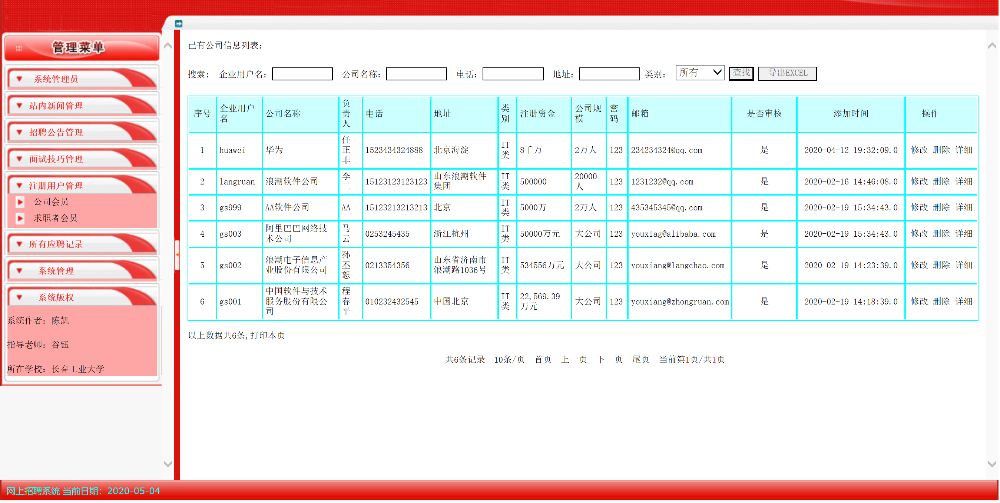 管理菜单
系统管理员
站内新闻管理
招聘公告管理
面试技巧管理
注册用户管理
公司会员
求职者会员
所有应聘记录
系统管理
系统版权
系统作者：陈凯
指导老师：谷钰
所在学校：长春工业大学
已有公司信息列表：
搜索： 企业用户名： 公司名称： 电话： 地址： 类别： 所有 查找 导出EXCEL
序号 企业用户名 公司名称 负责人 电话 地址 类别 注册资金 公司规模 密码 邮箱 是否审核 添加时间 操作
1 huawei 华为 任正非 1523434324888 北京海淀 IT类 8千万 2万人 123 234234324@qq.com 是 2020-04-12 19:32:09.0 修改 删除 详细
2 langruan 浪潮软件公司 李三 15123123123123 山东浪潮软件集团 IT类 500000 20000人 123 1231232@qq.com 是 2020-02-16 14:46:08.0 修改 删除 详细
3 gs999 AA软件公司 AA 15123213213213 北京 IT类 5000万 2万人 123 435345345@qq.com 是 2020-02-19 15:34:43.0 修改 删除 详细
4 gs003 阿里巴巴网络技术公司 马云 0253245435 浙江杭州 IT类 50000万元 大公司 123 youxiag@alibaba.com 是 2020-02-19 15:34:43.0 修改 删除 详细
5 gs002 浪潮电子信息产业股份有限公司 孙丕恕 0213354356 山东省济南市浪潮路1036号 IT类 534556万元 大公司 123 youxiang@langchao.com 是 2020-02-19 14:23:39.0 修改 删除 详细
6 gs001 中国软件与技术服务股份有限公司 程春平 010232432545 中国北京 IT类 22,569.39万元 大公司 123 youxiang@zhongruan.com 是 2020-02-19 14:18:39.0 修改 删除 详细
以上数据共6条,打印本页
共6条记录 10条/页 首页 上一页 下一页 尾页 当前第1页/共1页
网上招聘系统 当前日期：2020-05-04